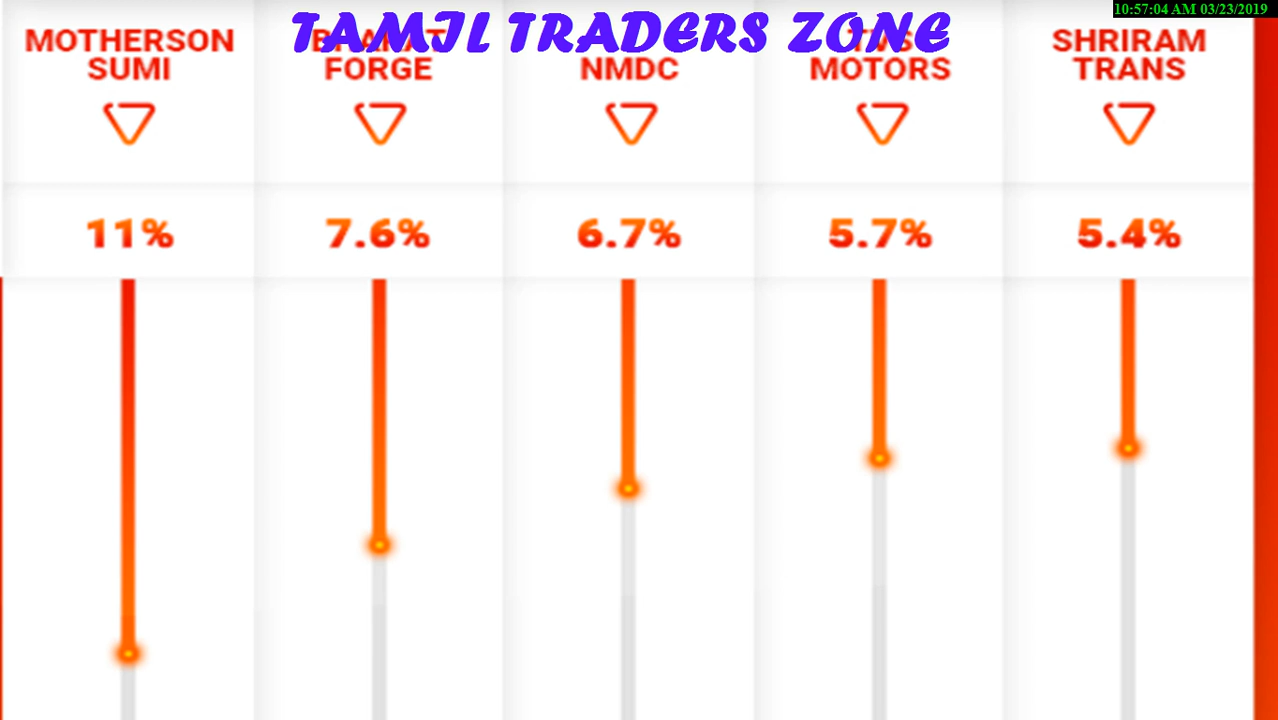 10:57:04 AM 03/23/2019
TAMIL TRADERS ZONE
MOTHERSON
SUMI
FORGE
NMDC
TVS
MOTORS
SHRIRAM
TRANS
11%
7.6%
6.7%
5.7%
5.4%